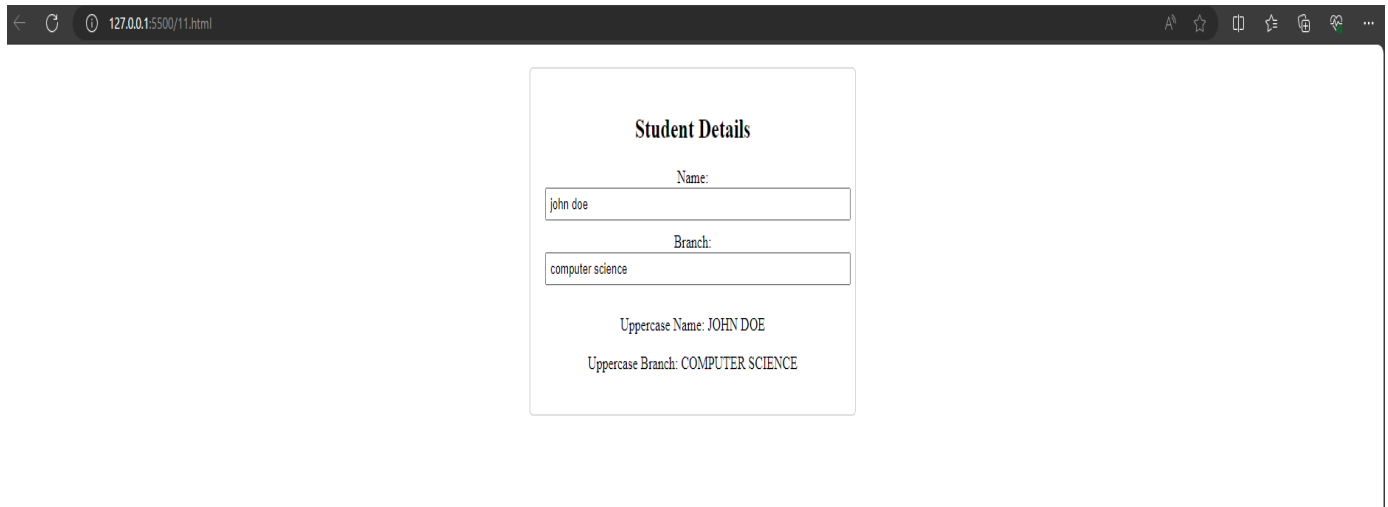 127.0.0.1:5500/11.html
Student Details
Name:
john doe
Branch:
computer science
Uppercase Name: JOHN DOE
Uppercase Branch: COMPUTER SCIENCE